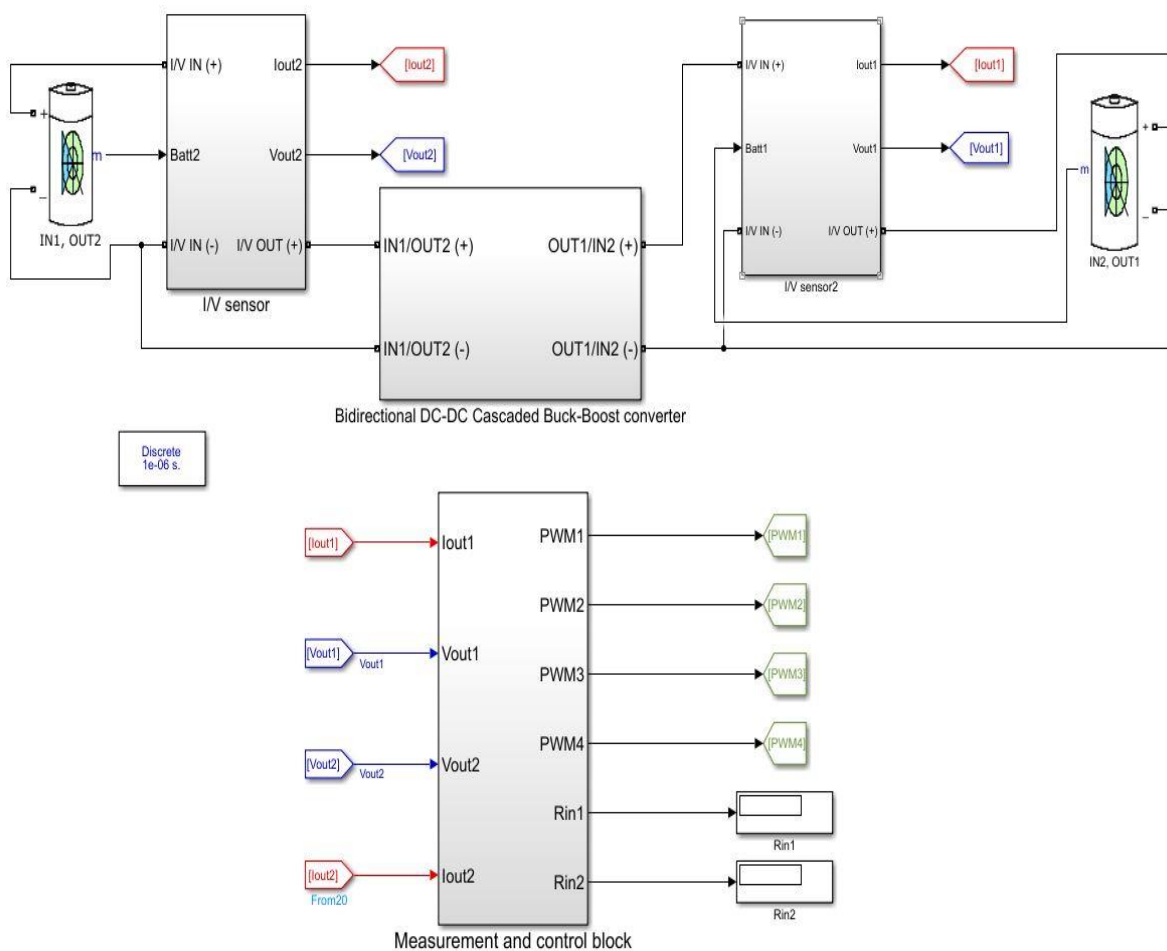 I/V IN (+)
Iout2
[Iout2]
+
m
Batt2
Vout2
[Vout2]
_
IN1, OUT2
I/V IN (-)
I/V OUT (+)
I/V sensor
I/V IN (+)
Iout1
[Iout1]
Batt1
Vout1
[Vout1]
I/V IN (-)
I/V OUT (+)
I/V sensor2
m
+
_
IN2, OUT1
IN1/OUT2 (+)
OUT1/IN2 (+)
IN1/OUT2 (-)
OUT1/IN2 (-)
Bidirectional DC-DC Cascaded Buck-Boost converter
Discrete
1e-06 s.
[Iout1]
Iout1
PWM1
[PWM1]
PWM2
[PWM2]
[Vout1]
Vout1
Vout1
PWM3
[PWM3]
[Vout2]
Vout2
Vout2
PWM4
[PWM4]
Rin1
Rin1
[Iout2]
From20
Iout2
Rin2
Rin2
Measurement and control block